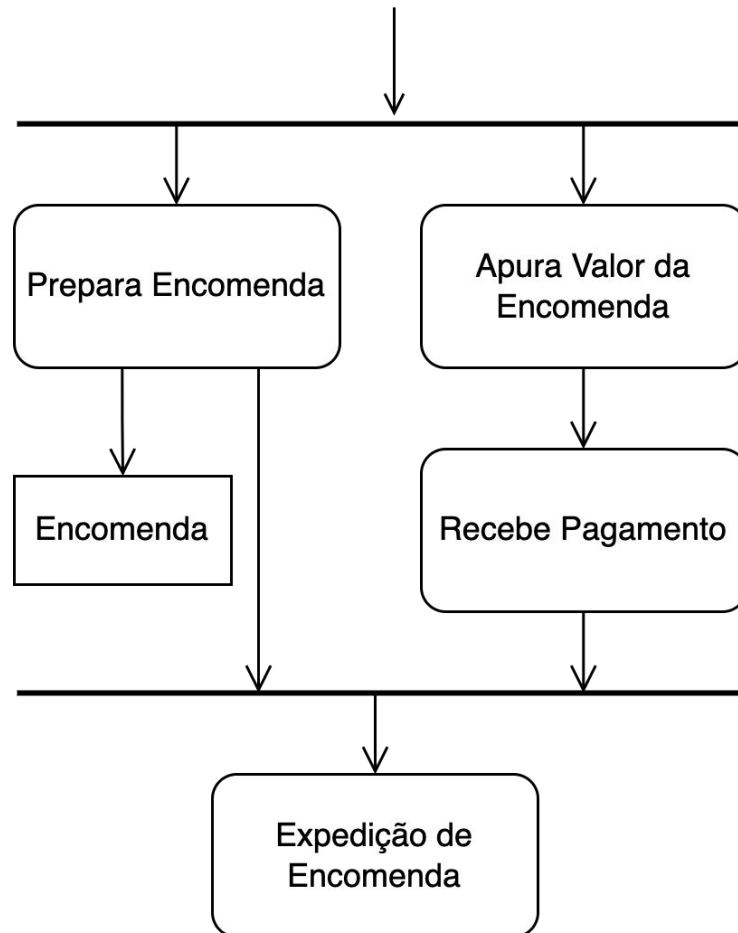 Prepara Encomenda
Apura Valor da
Encomenda
Encomenda
Recebe Pagamento
Expedição de
Encomenda